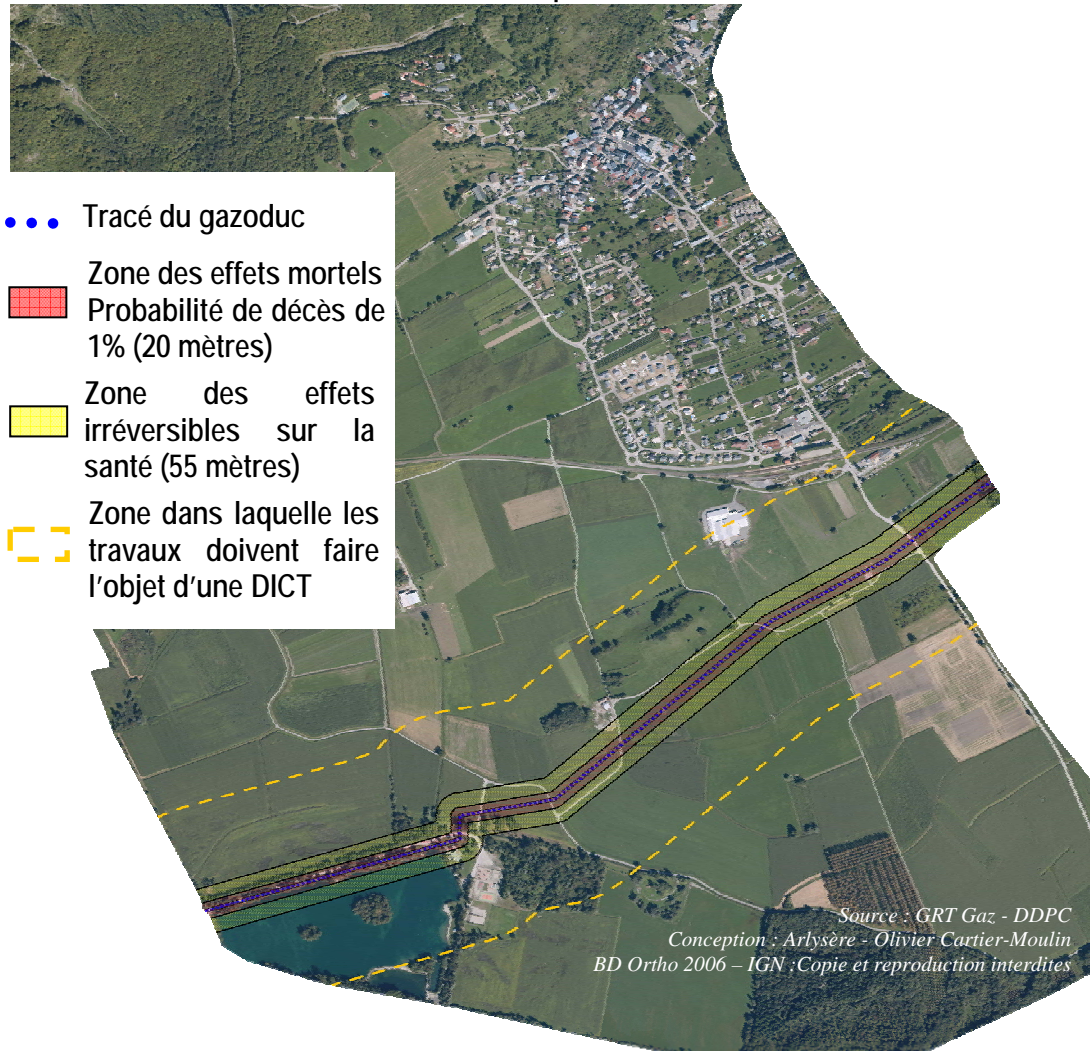 Tracé du gazoduc
Zone des effets mortels
Probabilité de décès de
1% (20 mètres)
Zone des effets
irréversibles sur la
santé (55 mètres)
Zone dans laquelle les
travaux doivent faire
l'objet d'une DICT
Source : GRT Gaz - DDPC
Conception : Arlysère - Olivier Cartier-Moulin
BD Ortho 2006 – IGN :Copie et reproduction interdites